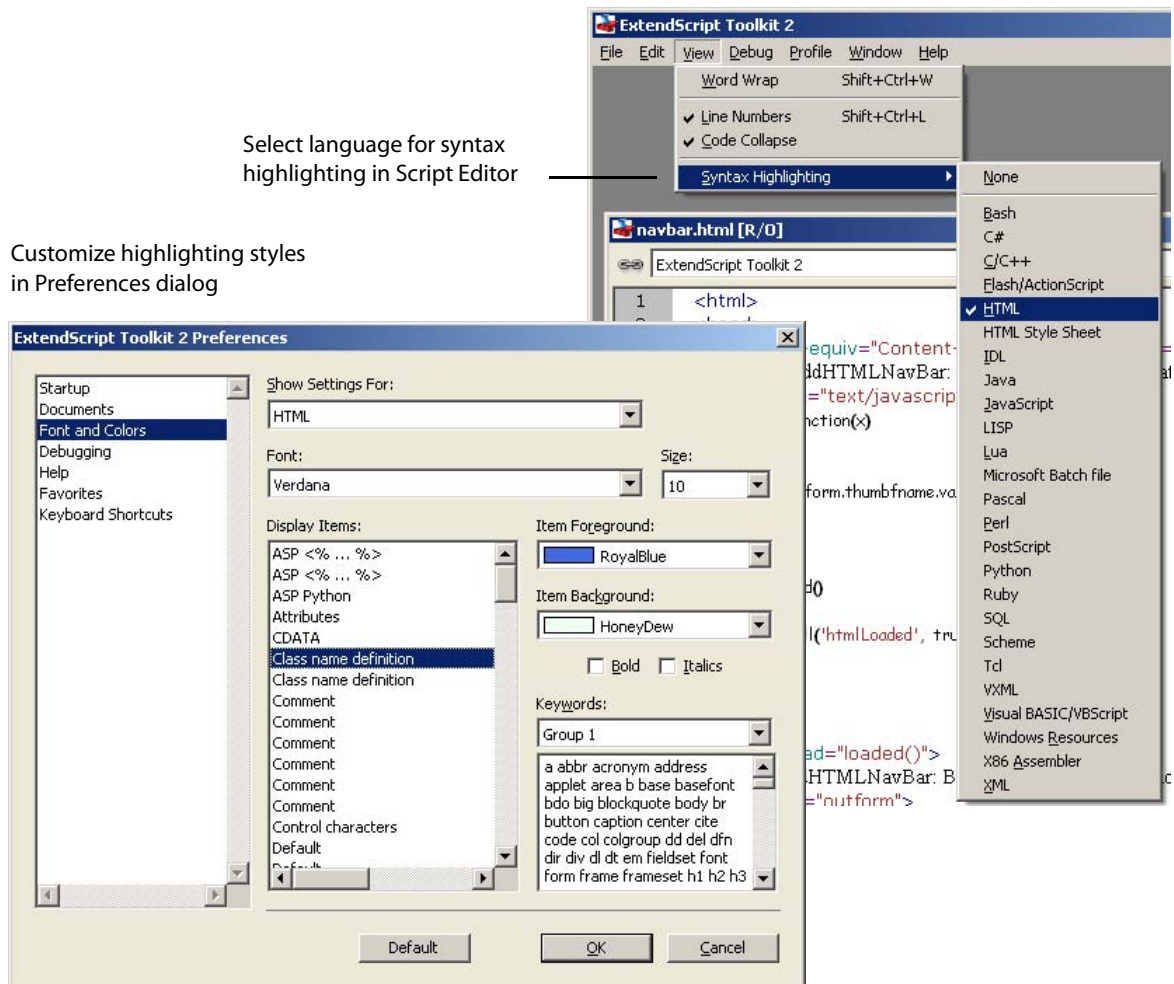 ExtendScript Toolkit 2
File Edit View Debug Profile Window Help
Word Wrap Shift+Ctrl+W
Line Numbers Shift+Ctrl+L
Code Collapse
Syntax Highlighting
Select language for syntax
highlighting in Script Editor
None
Bash
C#
C/C++
Flash/ActionScript
HTML
HTML Style Sheet
IDL
Java
JavaScript
LISP
Lua
Microsoft Batch file
Pascal
Perl
PostScript
Python
Ruby
SQL
Scheme
Tcl
VXML
Visual BASIC/VBScript
Windows Resources
X86 Assembler
XML
navbar.html [R/O]
ExtendScript Toolkit 2
1 <html>
equiv="Content-
HTMLNavBar:
="text/javascrip
(x)
form.thumbfname.va
('htmlLoaded', tru
="loaded()">
HTMLNavBar: B
="outform">
Customize highlighting styles
in Preferences dialog
ExtendScript Toolkit 2 Preferences
Startup
Documents
Font and Colors
Debugging
Help
Favorites
Keyboard Shortcuts
Show Settings For:
HTML
Font: Size:
Verdana 10
Display Items:
ASP <% ... %>
ASP <% ... %>
ASP Python
Attributes
CDATA
Class name definition
Class name definition
Comment
Comment
Comment
Comment
Comment
Comment
Control characters
Default
Default
Item Foreground:
RoyalBlue
Item Background:
HoneyDew
Bold Italics
Keywords:
Group 1
a abbr acronym address
applet area b base basefont
bdo big blockquote body br
button caption center cite
code col colgroup dd del dfn
dir div dl dt em fieldset font
form frame frameset h1 h2 h3
Default OK Cancel